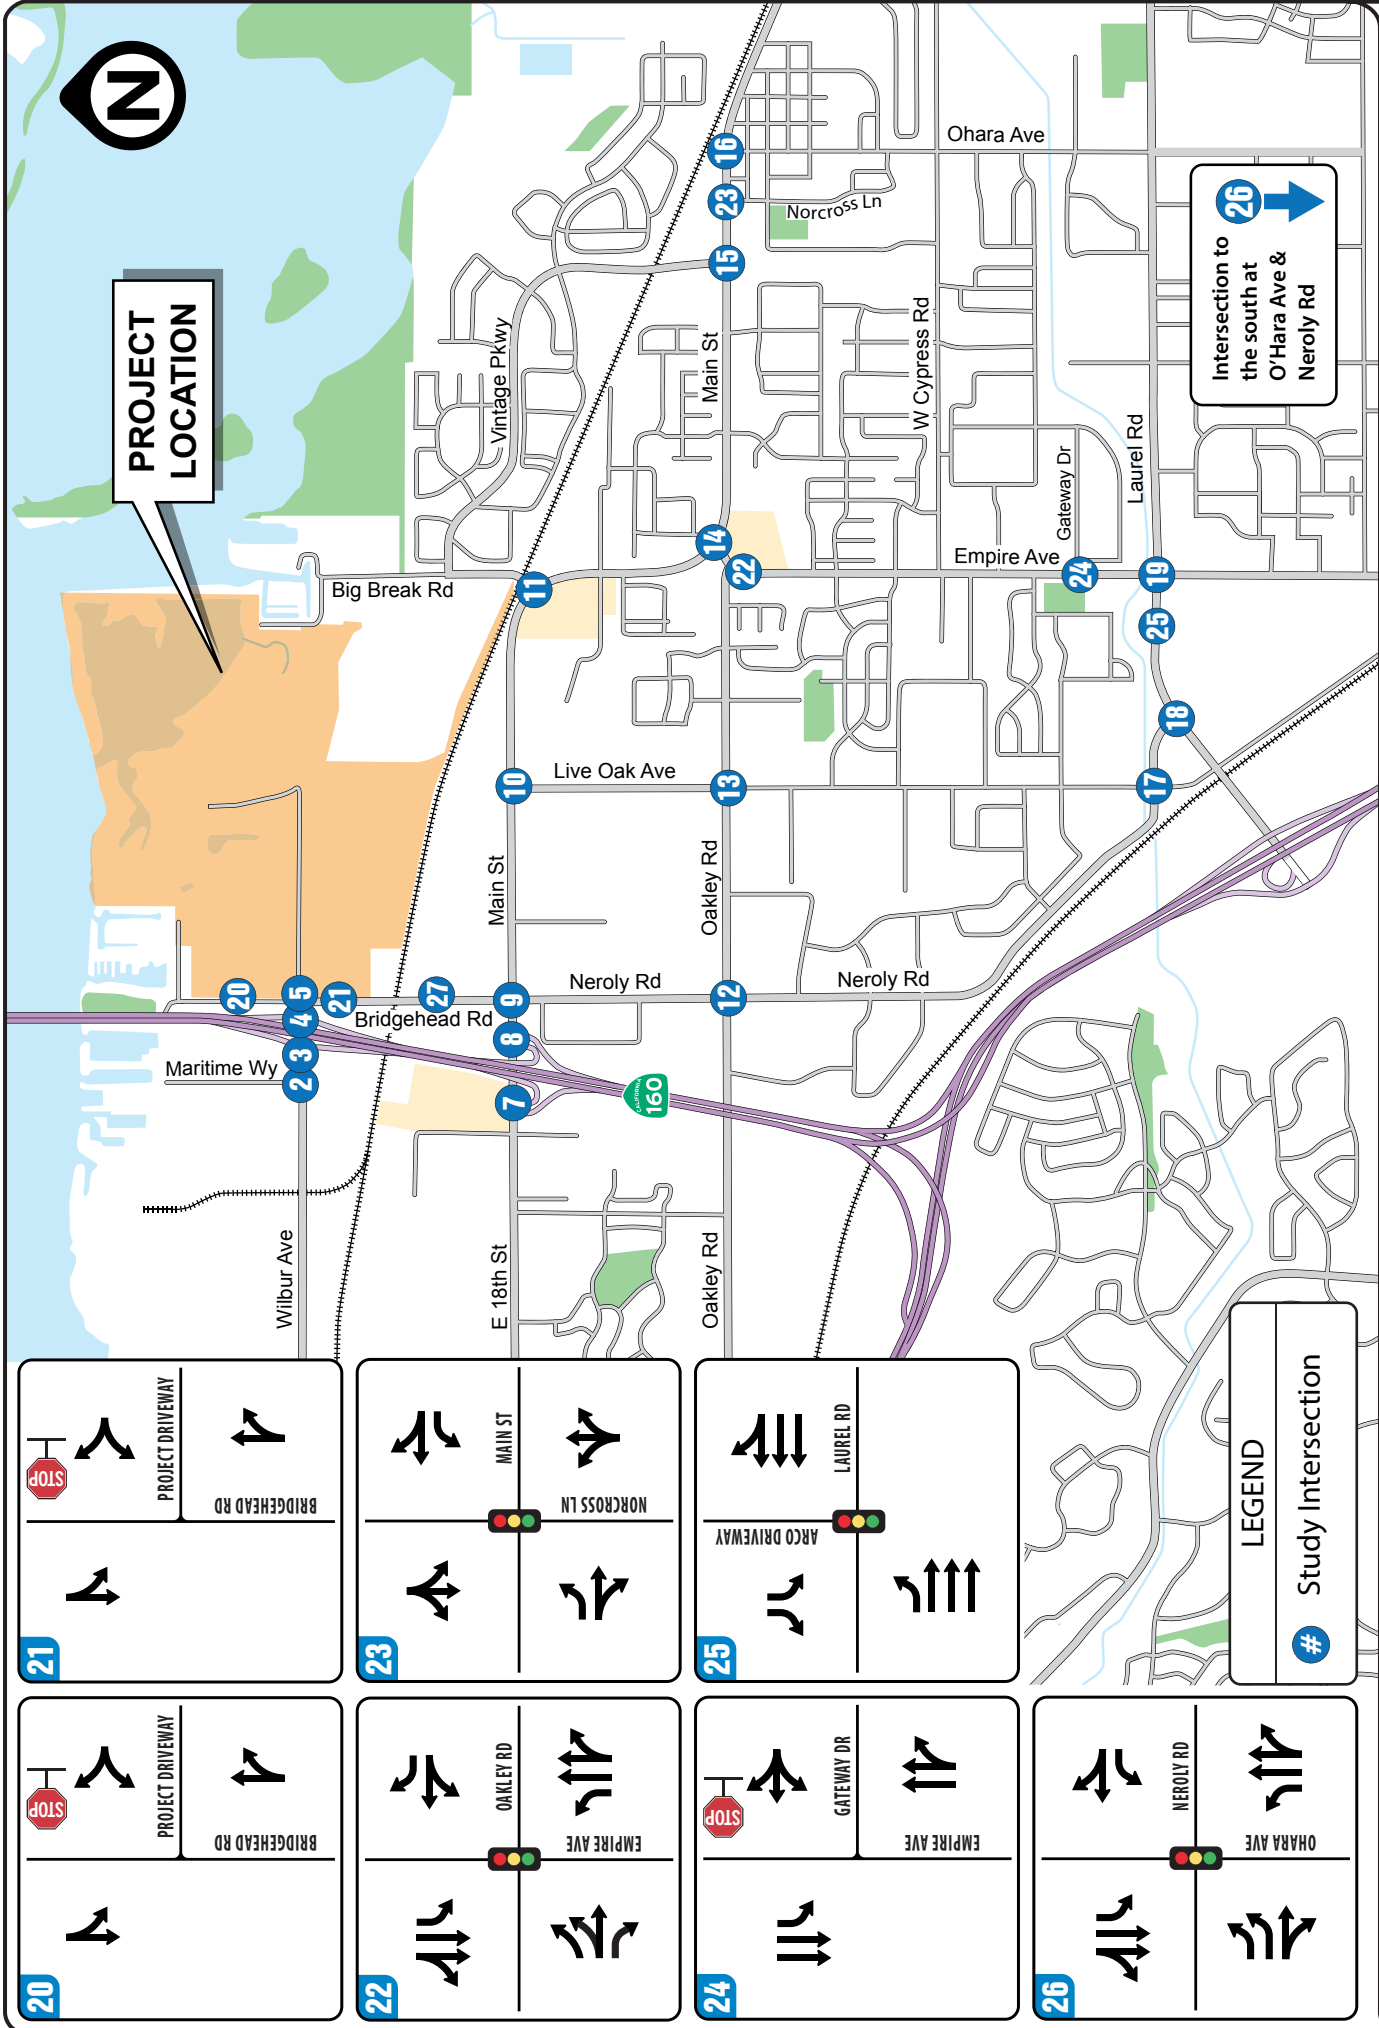 N
PROJECT
LOCATION
Ohara Ave
Norcross Ln
Vintage Pkwy
Main St
W Cypress Rd
Laurel Rd
Gateway Dr
Empire Ave
Big Break Rd
Live Oak Ave
Main St
Oakley Rd
Neroly Rd
Neroly Rd
Bridgehead Rd
Maritime Wy
Wilbur Ave
E 18th St
Oakley Rd
CALIFORNIA
160
16
23
15
14
22
11
24
19
25
18
17
10
13
20
5
21
27
9
12
4
8
3
2
7
26
Intersection to
the south at
O'Hara Ave &
Neroly Rd
LEGEND
#
Study Intersection
20
STOP
PROJECT DRIVEWAY
BRIDGEHEAD RD
21
STOP
PROJECT DRIVEWAY
BRIDGEHEAD RD
22
OAKLEY RD
EMPIRE AVE
23
MAIN ST
NORCROSS LN
24
STOP
GATEWAY DR
EMPIRE AVE
25
ARCO DRIVEWAY
LAUREL RD
26
NEROLY RD
OHARA AVE